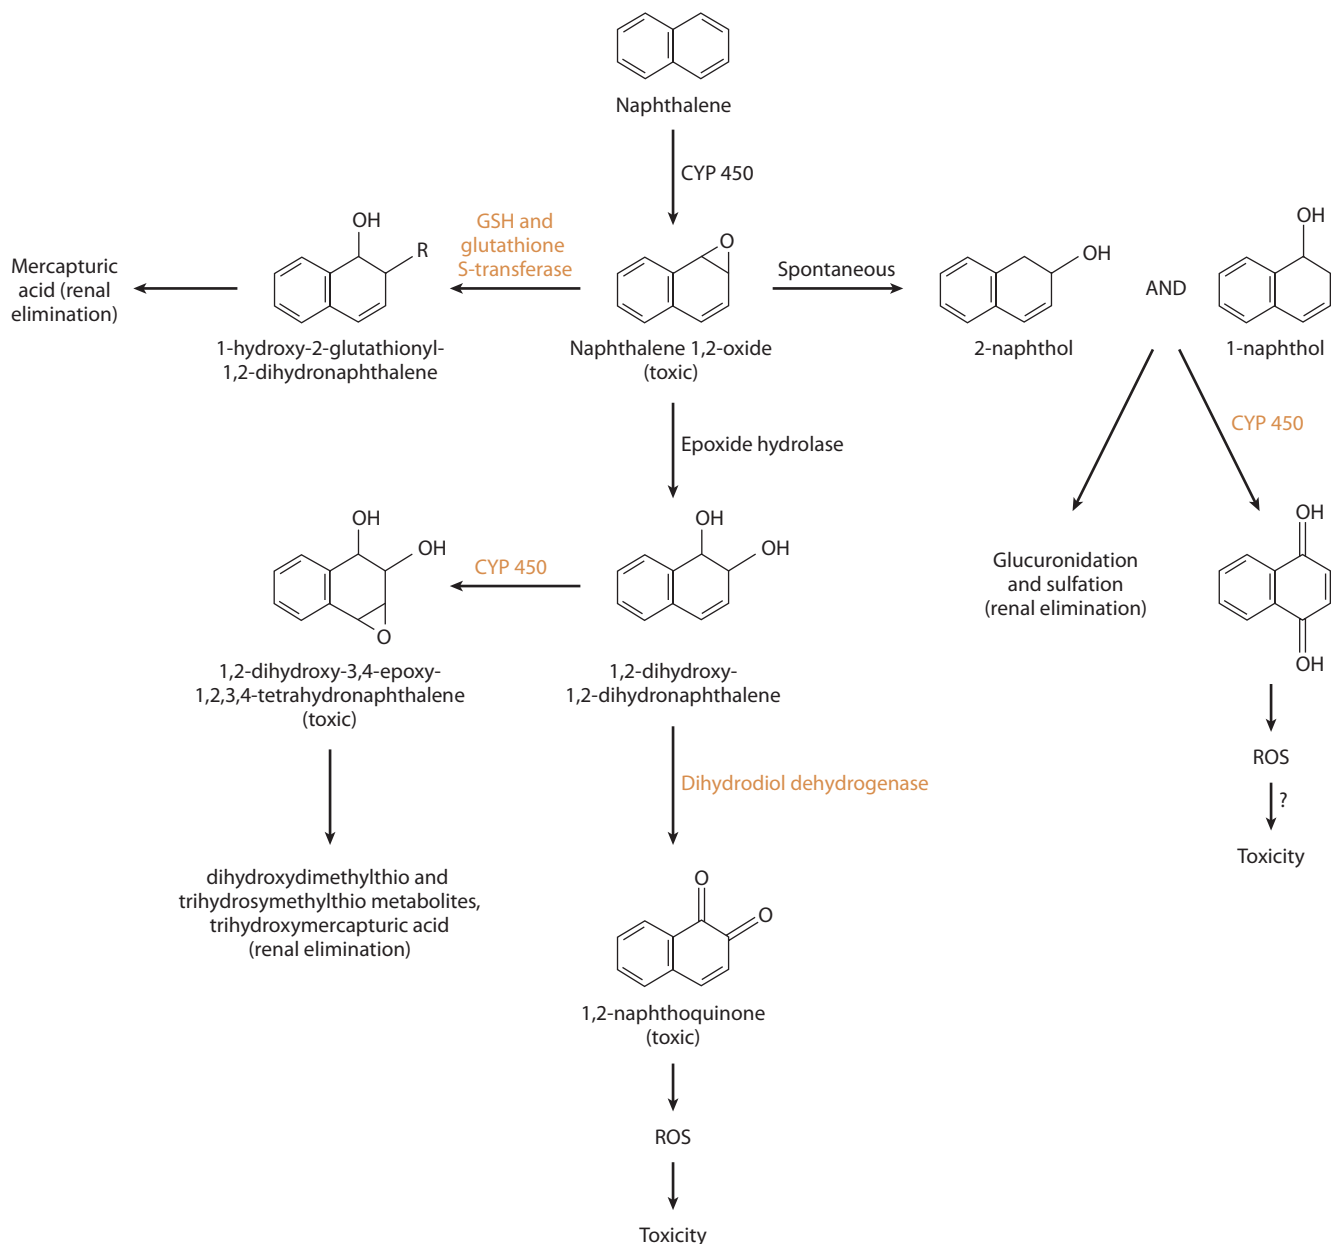 Naphthalene
CYP 450
OH
R
GSH and
glutathione
S-transferase
O
Spontaneous
OH
AND
OH
Mercapturic
acid (renal
elimination)
1-hydroxy-2-glutathionyl-
1,2-dihydronaphthalene
Naphthalene 1,2-oxide
(toxic)
2-naphthol
1-naphthol
Epoxide hydrolase
CYP 450
OH
OH
O
CYP 450
OH
OH
Glucuronidation
and sulfation
(renal elimination)
OH
OH
1,2-dihydroxy-3,4-epoxy-
1,2,3,4-tetrahydronaphthalene
(toxic)
1,2-dihydroxy-
1,2-dihydronaphthalene
ROS
?
Toxicity
Dihydrodiol dehydrogenase
dihydroxydimethylthio and
trihydrosymethylthio metabolites,
trihydroxymercapturic acid
(renal elimination)
O
O
1,2-naphthoquinone
(toxic)
ROS
Toxicity